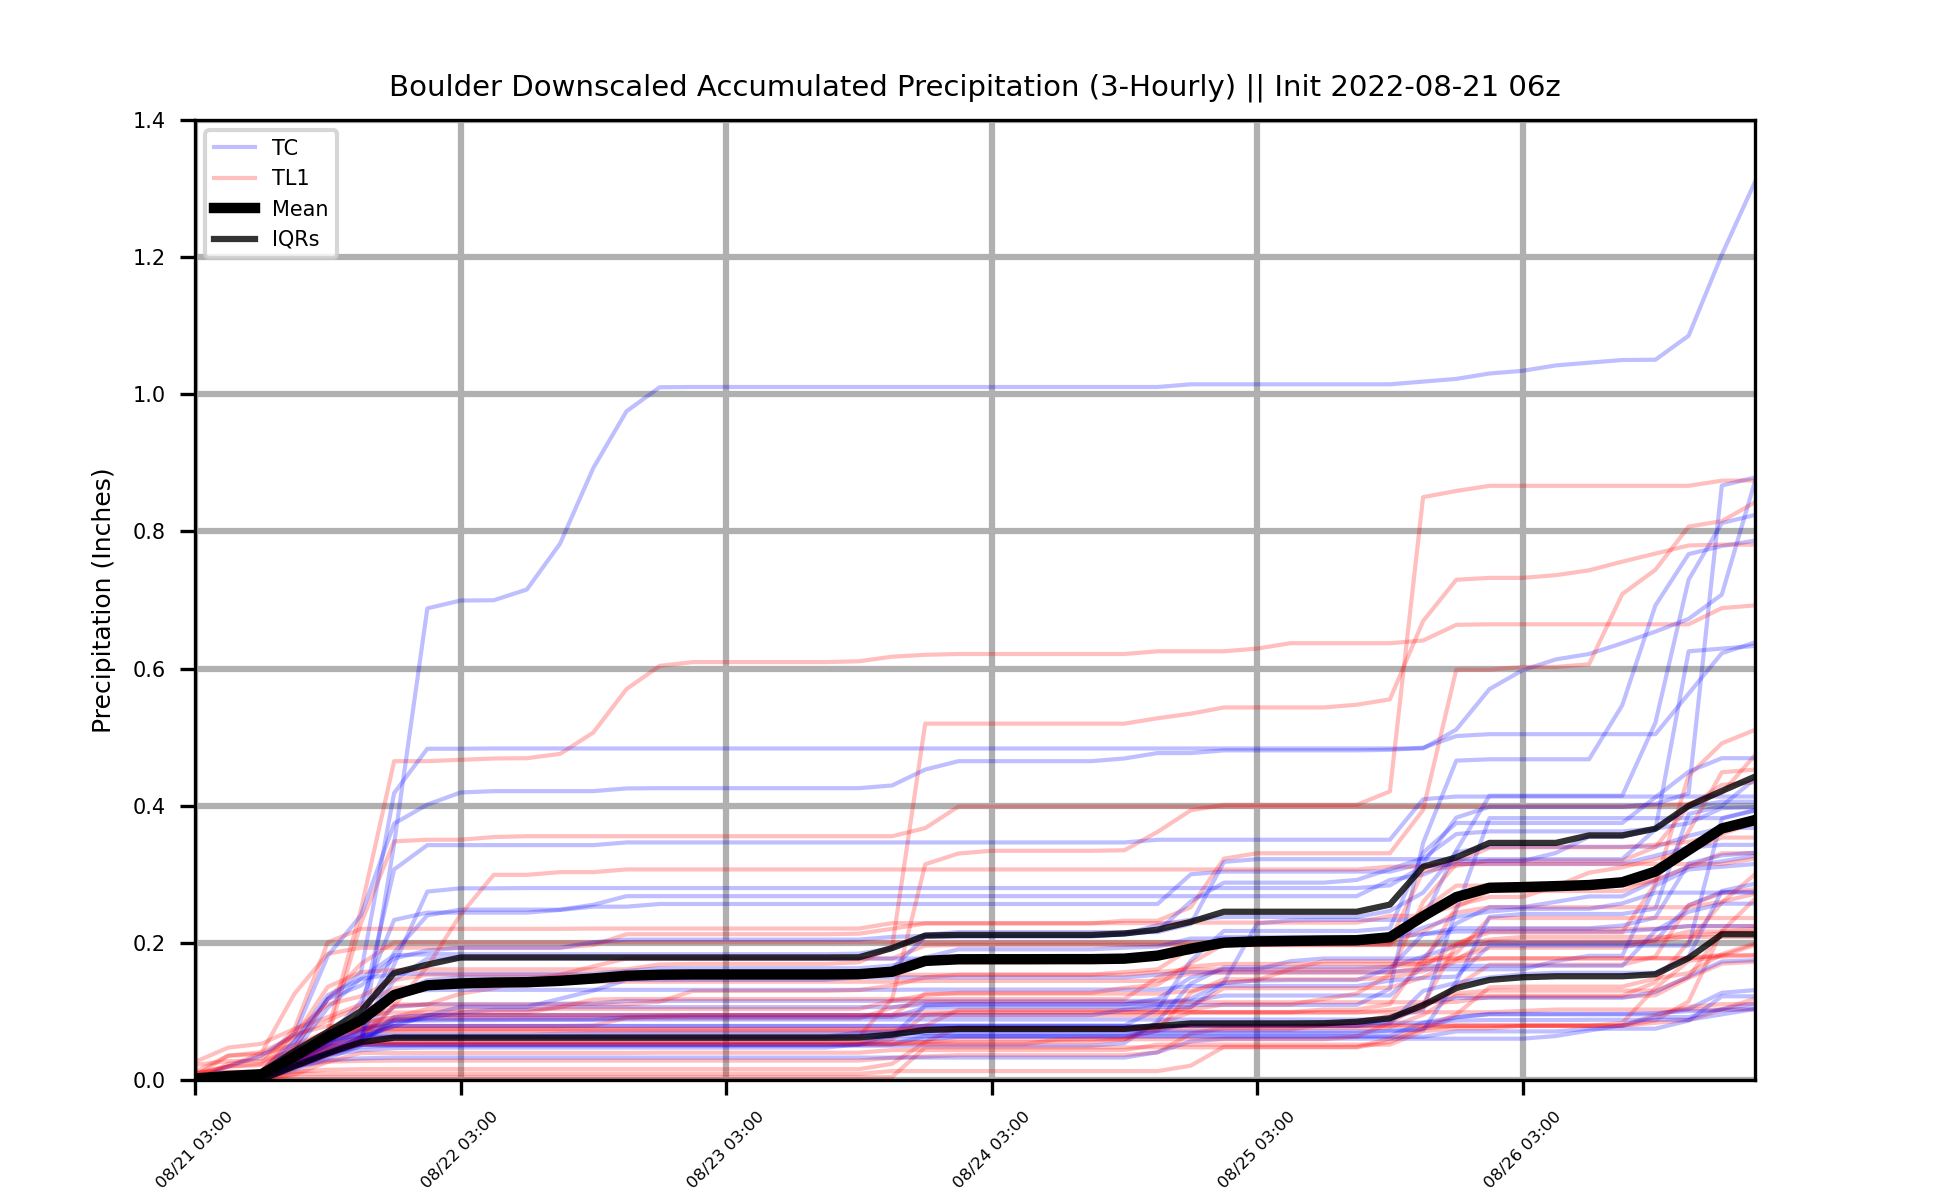 Boulder Downscaled Accumulated Precipitation (3-Hourly) || Init 2022-08-21 06z
TC
TL1
Mean
IQRs
Precipitation (Inches)
1.4
1.2
1.0
0.8
0.6
0.4
0.2
0.0
08/21 03:00
08/22 03:00
08/23 03:00
08/24 03:00
08/25 03:00
08/26 03:00